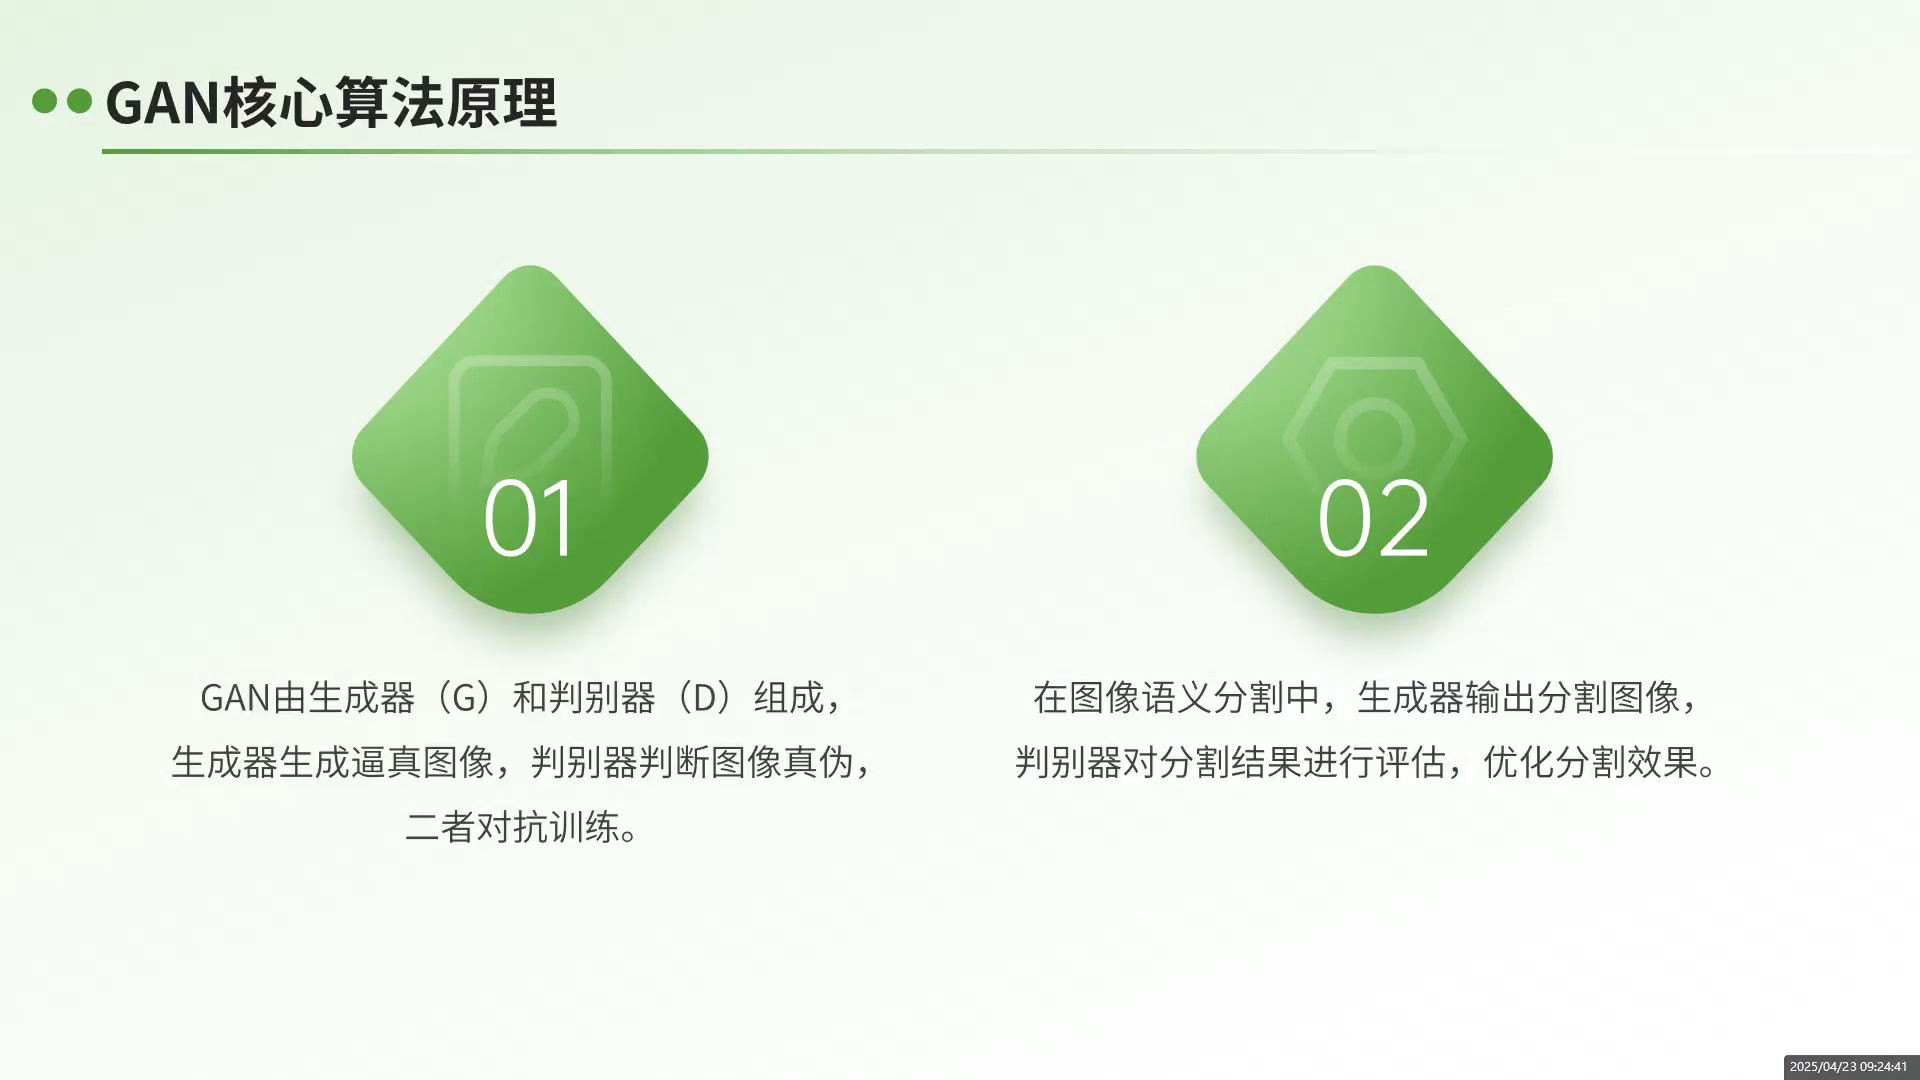 GAN核心算法原理
01
GAN由生成器（G）和判别器（D）组成，
生成器生成逼真图像，判别器判断图像真伪，
二者对抗训练。
02
在图像语义分割中，生成器输出分割图像，
判别器对分割结果进行评估，优化分割效果。
2025/04/23 09:24:41